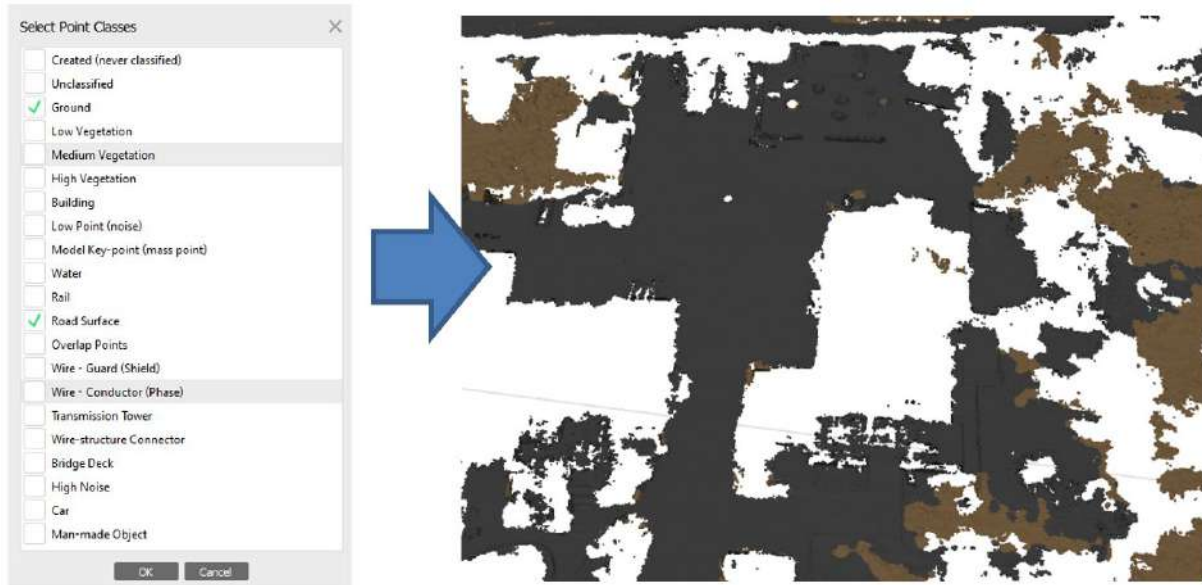 Select Point Classes
Created (never classified)
Unclassified
Ground
Low Vegetation
Medium Vegetation
High Vegetation
Building
Low Point (noise)
Model Key-point (mass point)
Water
Rail
Road Surface
Overlap Points
Wire - Guard (Shield)
Wire - Conductor (Phase)
Transmission Tower
Wire-structure Connector
Bridge Deck
High Noise
Car
Man-made Object
OK Cancel